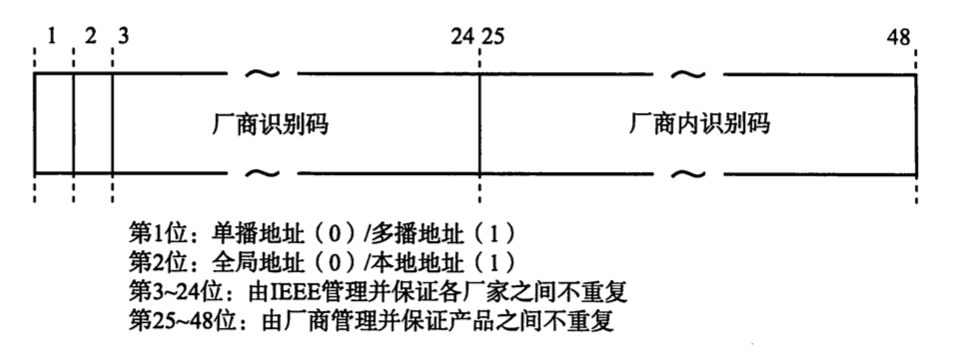 1 2 3 24 25 48
厂商识别码 厂商内识别码
第1位：单播地址（0）/多播地址（1）
第2位：全局地址（0）/本地地址（1）
第3~24位：由IEEE管理并保证各厂家之间不重复
第25~48位：由厂商管理并保证产品之间不重复